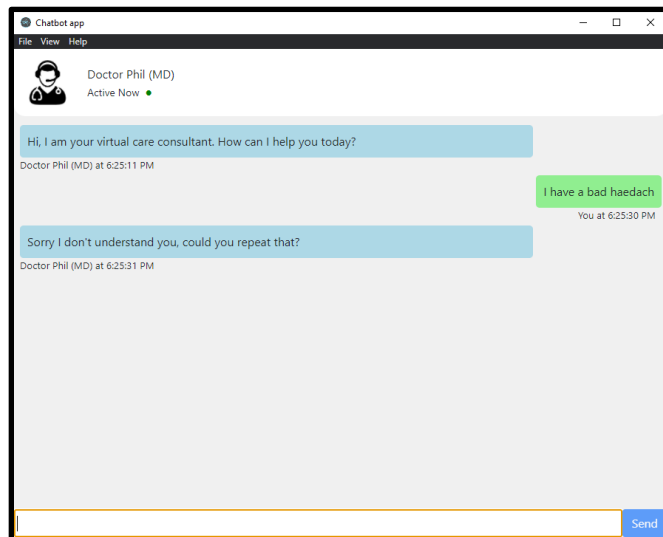 Chatbot app
File View Help
Doctor Phil (MD)
Active Now
Hi, I am your virtual care consultant. How can I help you today?
Doctor Phil (MD) at 6:25:11 PM
I have a bad haedach
You at 6:25:30 PM
Sorry I don't understand you, could you repeat that?
Doctor Phil (MD) at 6:25:31 PM
Send